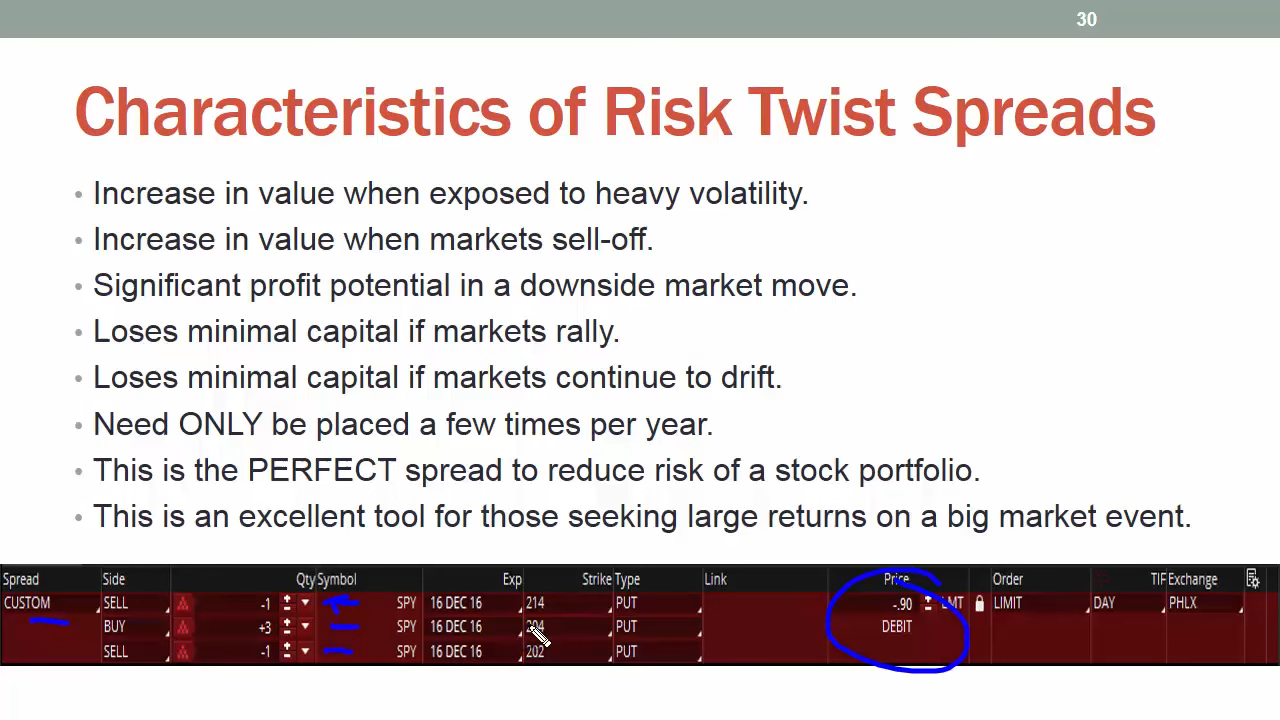 30
Characteristics of Risk Twist Spreads
• Increase in value when exposed to heavy volatility.
• Increase in value when markets sell-off.
• Significant profit potential in a downside market move.
• Loses minimal capital if markets rally.
• Loses minimal capital if markets continue to drift.
• Need ONLY be placed a few times per year.
• This is the PERFECT spread to reduce risk of a stock portfolio.
• This is an excellent tool for those seeking large returns on a big market event.
Spread Side Qty Symbol Exp Strike Type Link Price Order TIF Exchange
CUSTOM SELL -1 SPY 16 DEC 16 214 PUT -.90 LMT LIMIT DAY PHLX
BUY +3 SPY 16 DEC 16 204 PUT DEBIT
SELL -1 SPY 16 DEC 16 202 PUT